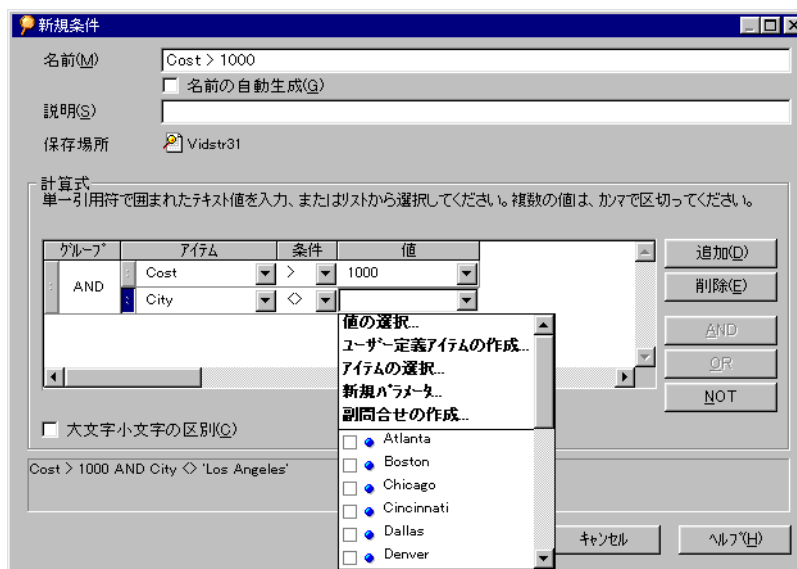 新規条件
名前(M)
Cost > 1000
名前の自動生成(G)
説明(S)
保存場所
Vidstr31
計算式
単一引用符で囲まれたテキスト値を入力、またはリストから選択してください。複数の値は、カンマで区切ってください。
グループ アイテム 条件 値
AND
Cost > 1000
City <>
追加(D)
削除(E)
AND
OR
NOT
値の選択...
ユーザー定義アイテムの作成...
アイテムの選択...
新規パラメータ...
副問合せの作成...
Atlanta
Boston
Chicago
Cincinnati
Dallas
Denver
大文字小文字の区別(C)
Cost > 1000 AND City <> 'Los Angeles'
キャンセル
ヘルプ(H)